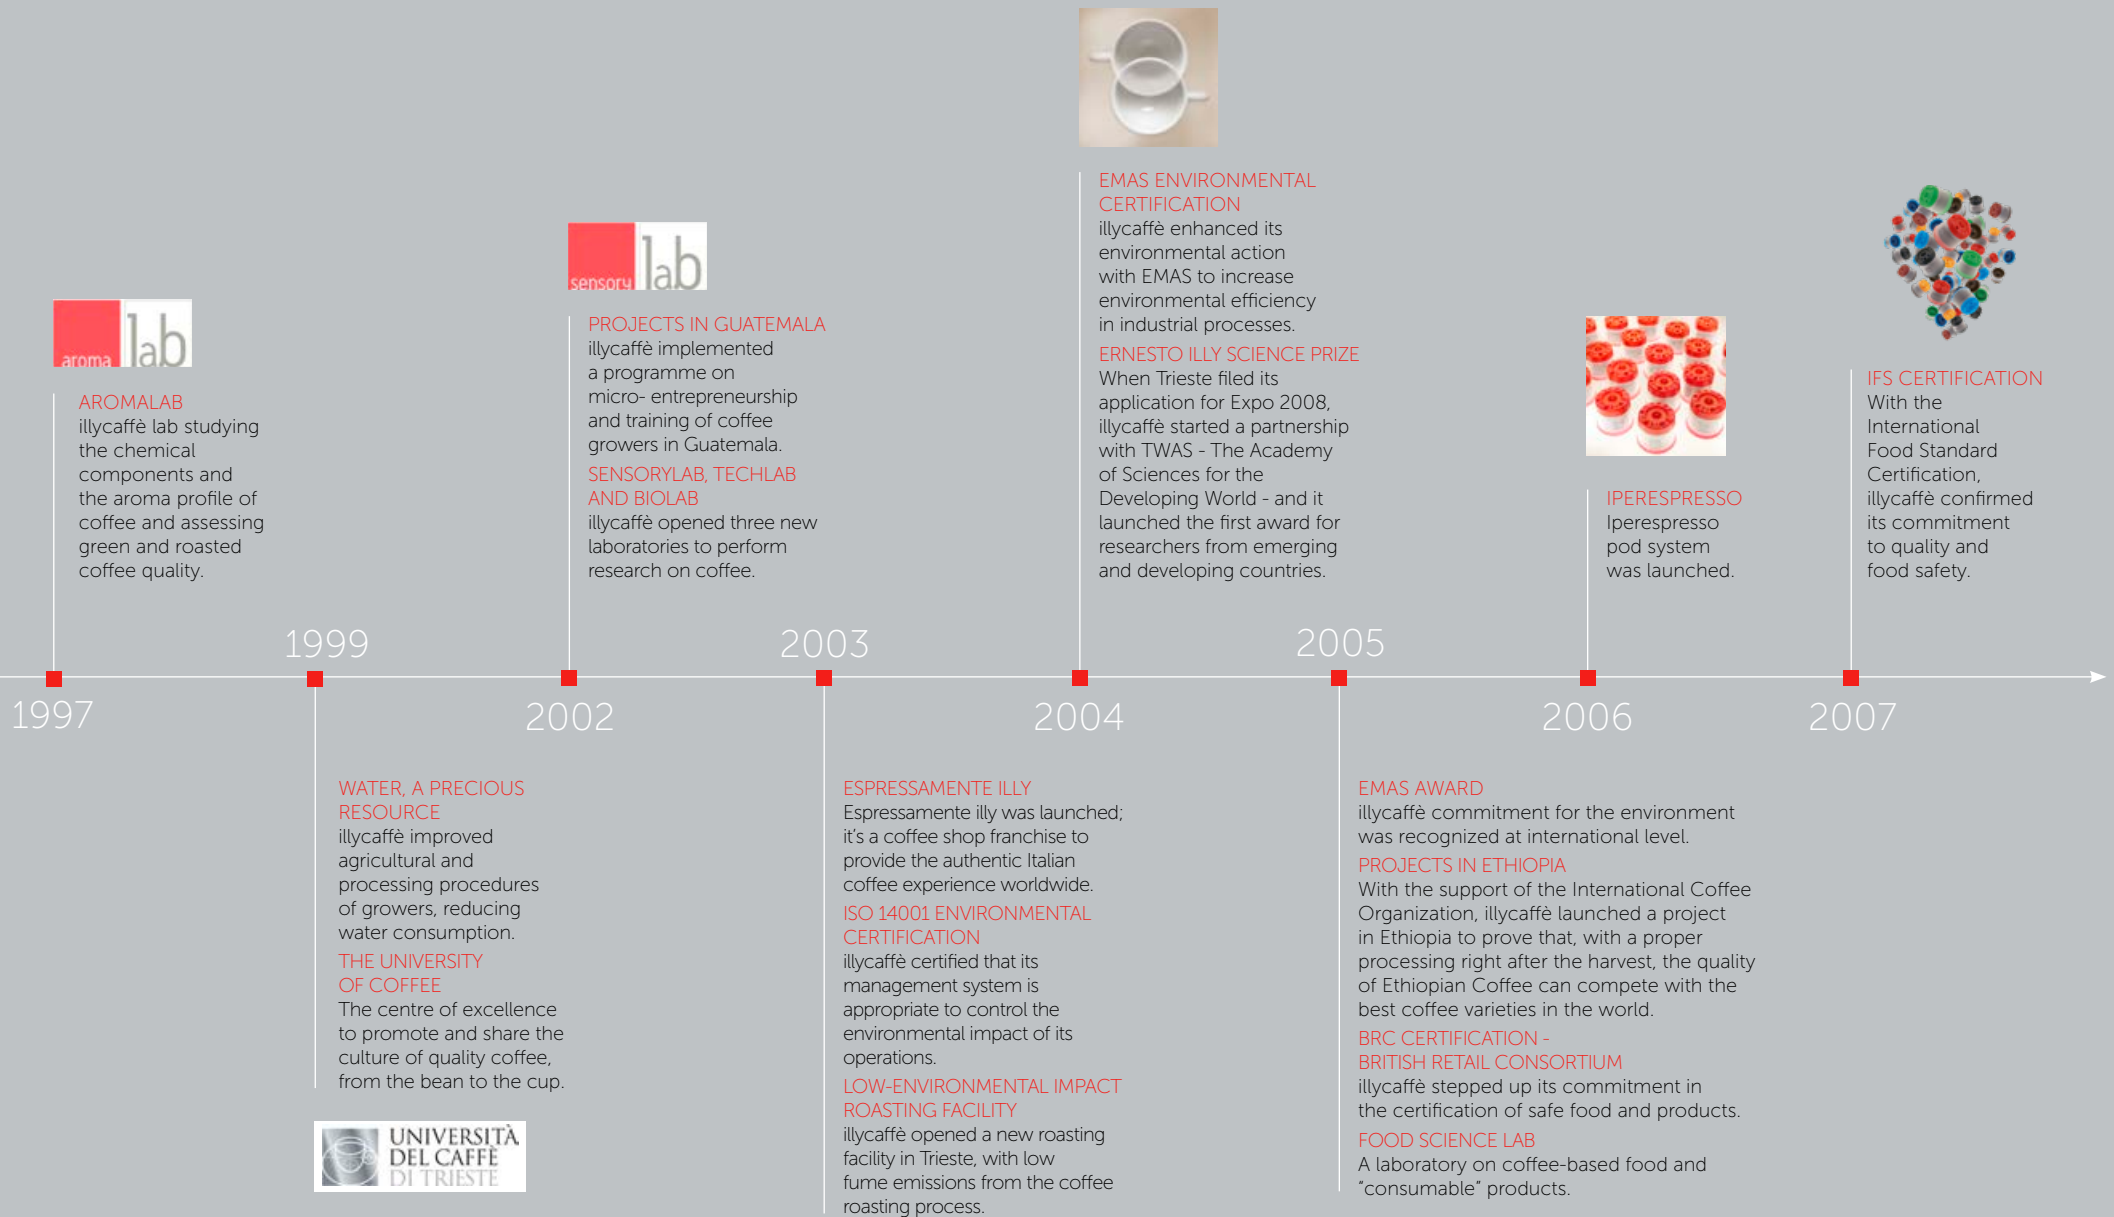 aroma lab
AROMALAB
illycaffè lab studying
the chemical
components and
the aroma profile of
coffee and assessing
green and roasted
coffee quality.
1997
1999
WATER, A PRECIOUS
RESOURCE
illycaffè improved
agricultural and
processing procedures
of growers, reducing
water consumption.
THE UNIVERSITY
OF COFFEE
The centre of excellence
to promote and share the
culture of quality coffee,
from the bean to the cup.
UNIVERSITÀ
DEL CAFFÈ
DI TRIESTE
sensory lab
PROJECTS IN GUATEMALA
illycaffè implemented
a programme on
micro- entrepreneurship
and training of coffee
growers in Guatemala.
SENSORYLAB, TECHLAB
AND BIOLAB
illycaffè opened three new
laboratories to perform
research on coffee.
2002
2003
ESPRESSAMENTE ILLY
Espressamente illy was launched;
it's a coffee shop franchise to
provide the authentic Italian
coffee experience worldwide.
ISO 14001 ENVIRONMENTAL
CERTIFICATION
illycaffè certified that its
management system is
appropriate to control the
environmental impact of its
operations.
LOW-ENVIRONMENTAL IMPACT
ROASTING FACILITY
illycaffè opened a new roasting
facility in Trieste, with low
fume emissions from the coffee
roasting process.
EMAS ENVIRONMENTAL
CERTIFICATION
illycaffè enhanced its
environmental action
with EMAS to increase
environmental efficiency
in industrial processes.
ERNESTO ILLY SCIENCE PRIZE
When Trieste filed its
application for Expo 2008,
illycaffè started a partnership
with TWAS - The Academy
of Sciences for the
Developing World - and it
launched the first award for
researchers from emerging
and developing countries.
2004
2005
EMAS AWARD
illycaffè commitment for the environment
was recognized at international level.
PROJECTS IN ETHIOPIA
With the support of the International Coffee
Organization, illycaffè launched a project
in Ethiopia to prove that, with a proper
processing right after the harvest, the quality
of Ethiopian Coffee can compete with the
best coffee varieties in the world.
BRC CERTIFICATION -
BRITISH RETAIL CONSORTIUM
illycaffè stepped up its commitment in
the certification of safe food and products.
FOOD SCIENCE LAB
A laboratory on coffee-based food and
"consumable" products.
IPERESPRESSO
Iperespresso
pod system
was launched.
2006
IFS CERTIFICATION
With the
International
Food Standard
Certification,
illycaffè confirmed
its commitment
to quality and
food safety.
2007